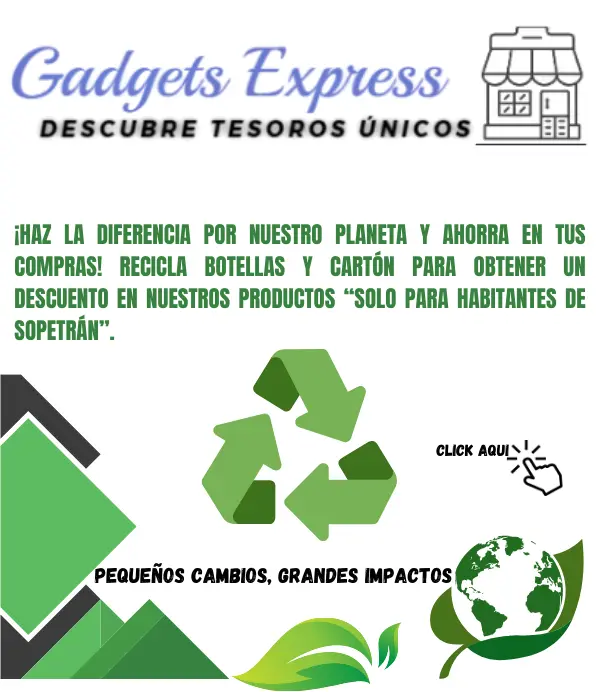 Gadgets Express
DESCUBRE TESOROS ÚNICOS
¡HAZ LA DIFERENCIA POR NUESTRO PLANETA Y AHORRA EN TUS
COMPRAS! RECICLA BOTELLAS Y CARTÓN PARA OBTENER UN
DESCUENTO EN NUESTROS PRODUCTOS “SOLO PARA HABITANTES DE
SOPETRÁN”.
CLICK AQUI
PEQUEÑOS CAMBIOS, GRANDES IMPACTOS